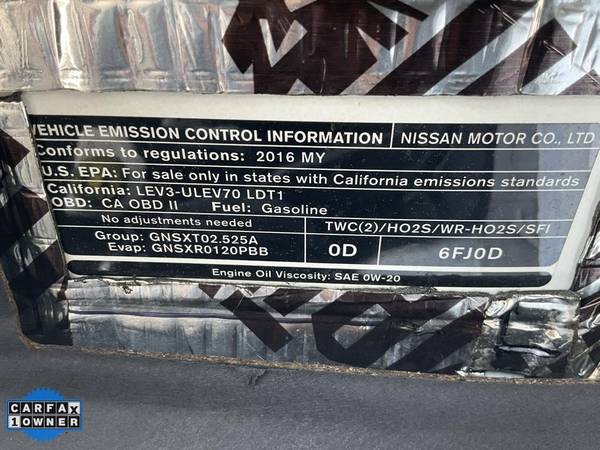 VEHICLE EMISSION CONTROL INFORMATION NISSAN MOTOR CO., LTD
Conforms to regulations: 2016 MY
U.S. EPA: For sale only in states with California emissions standards
California: LEV3-ULEV70 LDT1
OBD: CA OBD II Fuel: Gasoline
No adjustments needed TWC(2)/HO2S/WR-HO2S/SFI
Group: GNSXT02.525A
Evap: GNSXR0120PBB
0D 6FJ0D
Engine Oil Viscosity: SAE 0W-20
CARFAX
1 OWNER